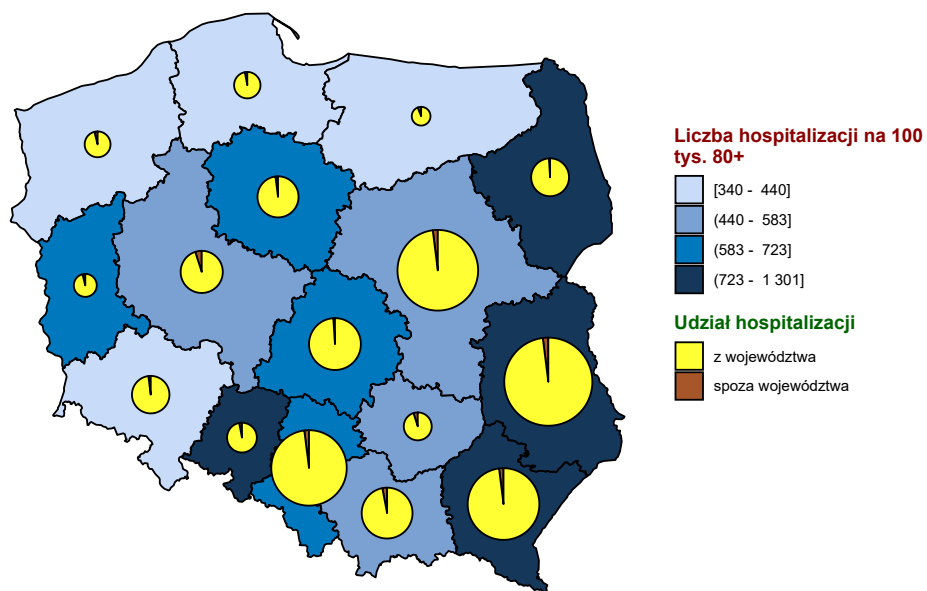 Liczba hospitalizacji na 100
tys. 80+
[340 - 440]
(440 - 583]
(583 - 723]
(723 - 1 301]
Udział hospitalizacji
z województwa
spoza województwa